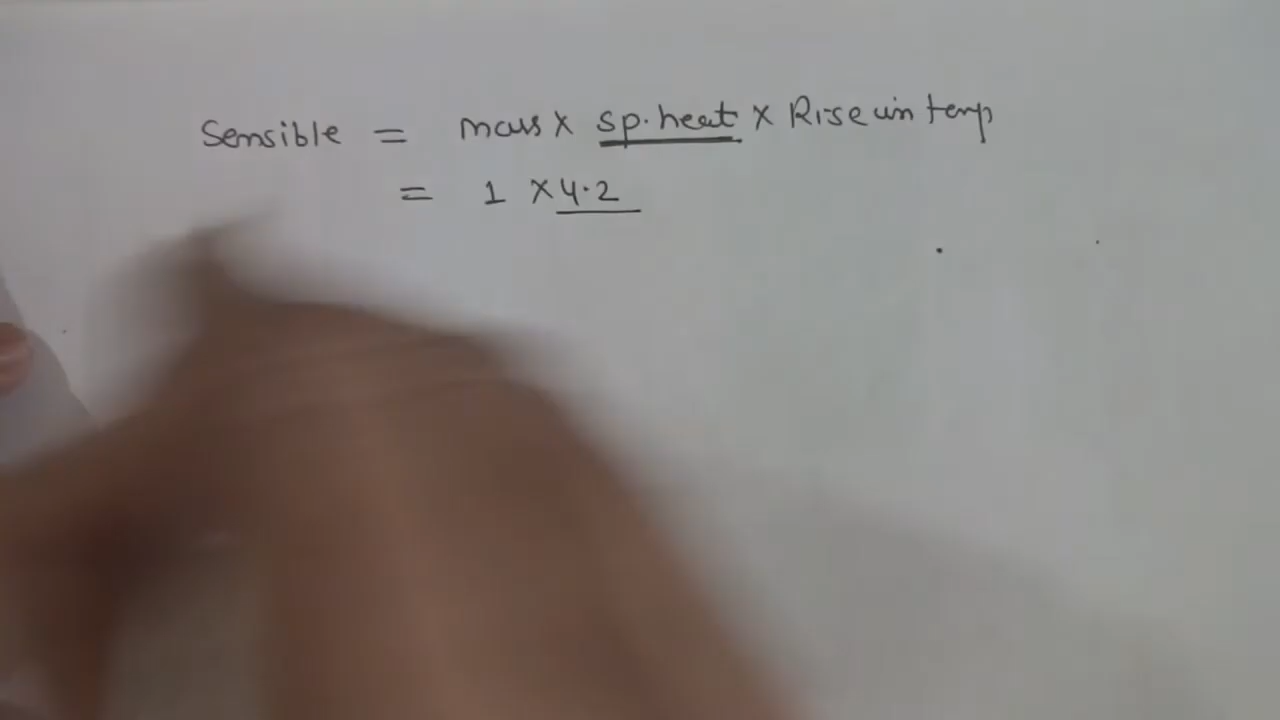 Sensible = mass x sp.heat x Rise in temp
= 1 x 4.2